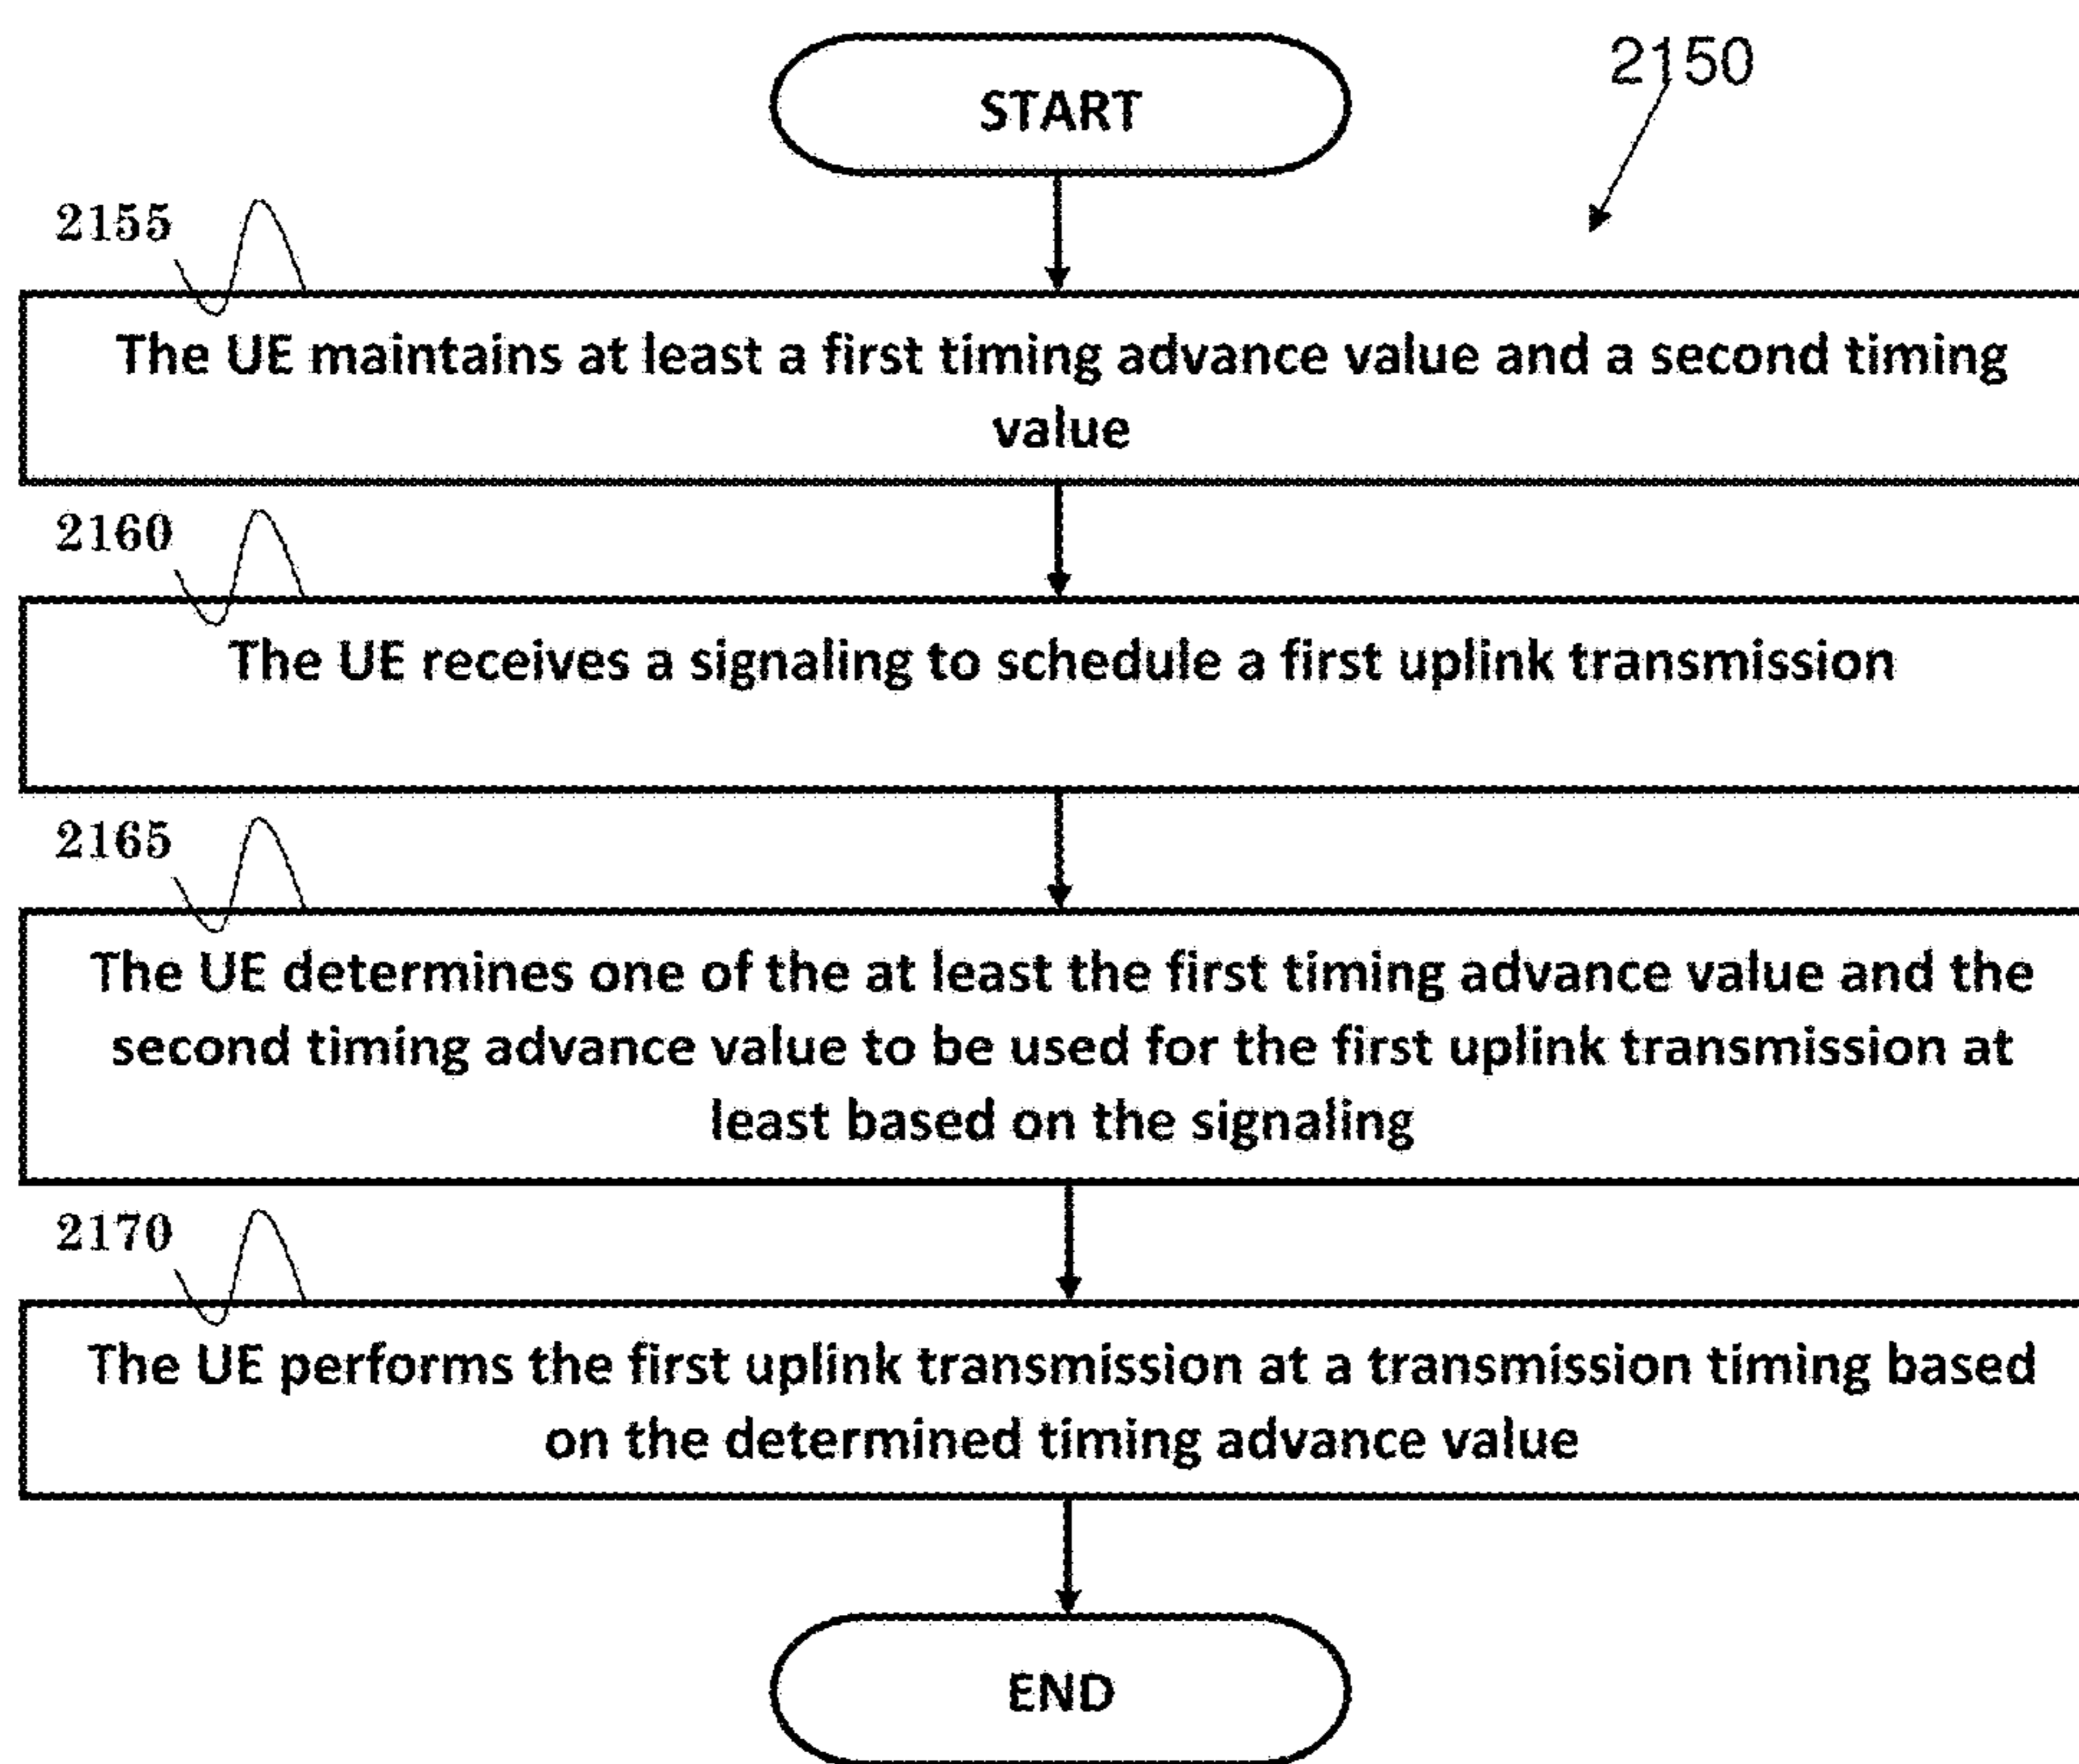 START
2150
2155
The UE maintains at least a first timing advance value and a second timing
value
2160
The UE receives a signaling to schedule a first uplink transmission
2165
The UE determines one of the at least the first timing advance value and the
second timing advance value to be used for the first uplink transmission at
least based on the signaling
2170
The UE performs the first uplink transmission at a transmission timing based
on the determined timing advance value
END